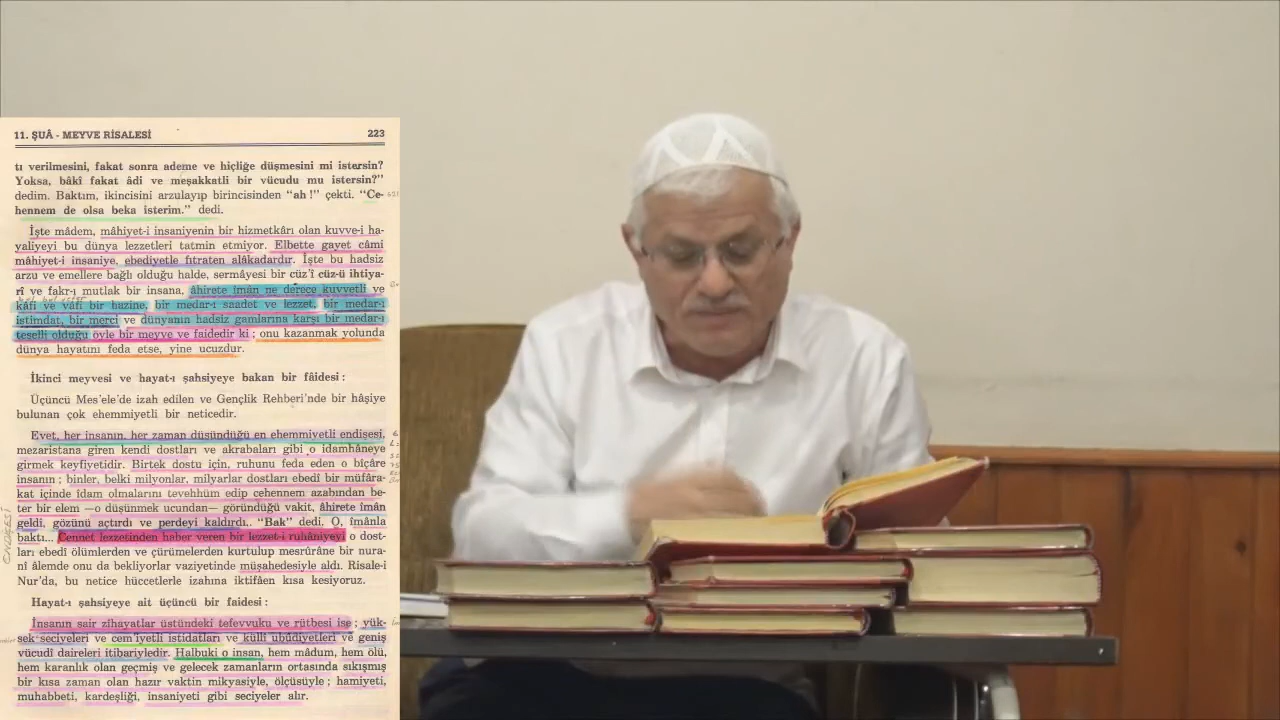 11. ŞUÂ - MEYVE RİSALESİ 223
tı verilmesini, fakat sonra ademe ve hiçliğe düşmesini mi istersin?
Yoksa, bâkî fakat âdi ve meşakkatli bir vücudu mu istersin?"
dedim. Baktım, ikincisini arzulayıp birincisinden "ah !" çekti. "Ce-
hennem de olsa beka isterim." dedi.
İşte mâdem, mâhiyet-i insaniyenin bir hizmetkârı olan kuvve-i ha-
yaliyeyi bu dünya lezzetleri tatmin etmiyor. Elbette gayet câmi
mâhiyet-i insaniye, ebediyetle fıtraten alâkadardır. İşte bu hadsiz
arzu ve emellere bağlı olduğu halde, sermâyesi bir cüz'î cüz-ü ihtiya-
rî ve fakr-ı mutlak bir insana, âhirete îmân ne derece kuvvetli ve
kâfi ve vâfi bir hazine, bir medar-ı saadet ve lezzet, bir medar-ı
istimdat, bir merci ve dünyanın hadsiz gamlarına karşı bir medar-ı
teselli olduğu öyle bir meyve ve faidedir ki ; onu kazanmak yolunda
dünya hayatını feda etse, yine ucuzdur.
İkinci meyvesi ve hayat-ı şahsiyeye bakan bir fâidesi :
Üçüncü Mes'ele'de izah edilen ve Gençlik Rehberi'nde bir hâşiye
bulunan çok ehemmiyetli bir neticedir.
Evet, her insanın, her zaman düşündüğü en ehemmiyetli endişesi,
mezaristana giren kendi dostları ve akrabaları gibi o idamhâneye
girmek keyfiyetidir. Birtek dostu için, ruhunu feda eden o bîçâre
insanın ; binler, belki milyonlar, milyarlar dostları ebedî bir müfâra-
kat içinde idam olmalarını tevehhüm edip cehennem azabından be-
ter bir elem —o düşünmek ucundan— göründüğü vakit, âhirete îmân
geldi, gözünü açtırdı ve perdeyi kaldırdı.. "Bak" dedi. O, îmânla
baktı... Cennet lezzetinden haber veren bir lezzet-i ruhâniyeyi o dost-
ları ebedî ölümlerden ve çürümelerden kurtulup mesrûrâne bir nura-
nî âlemde onu da bekliyorlar vaziyetinde müşahedesiyle aldı. Risale-i
Nur'da, bu netice hüccetlerle izahına iktifâen kısa kesiyoruz.
Hayat-ı şahsiyeye ait üçüncü bir faidesi :
İnsanın sair zîhayatlar üstündeki tefevvuku ve rütbesi ise ; yük-
sek seciyeleri ve cem'iyetli istidatları ve küllî übûdiyetleri ve geniş
vücudî daireleri itibariyledir. Halbuki o insan, hem mâdum, hem ölü,
hem karanlık olan geçmiş ve gelecek zamanların ortasında sıkışmış
bir kısa zaman olan hazır vaktin mikyasiyle, ölçüsüyle ; hamiyeti,
muhabbeti, kardeşliği, insaniyeti gibi seciyeler alır.